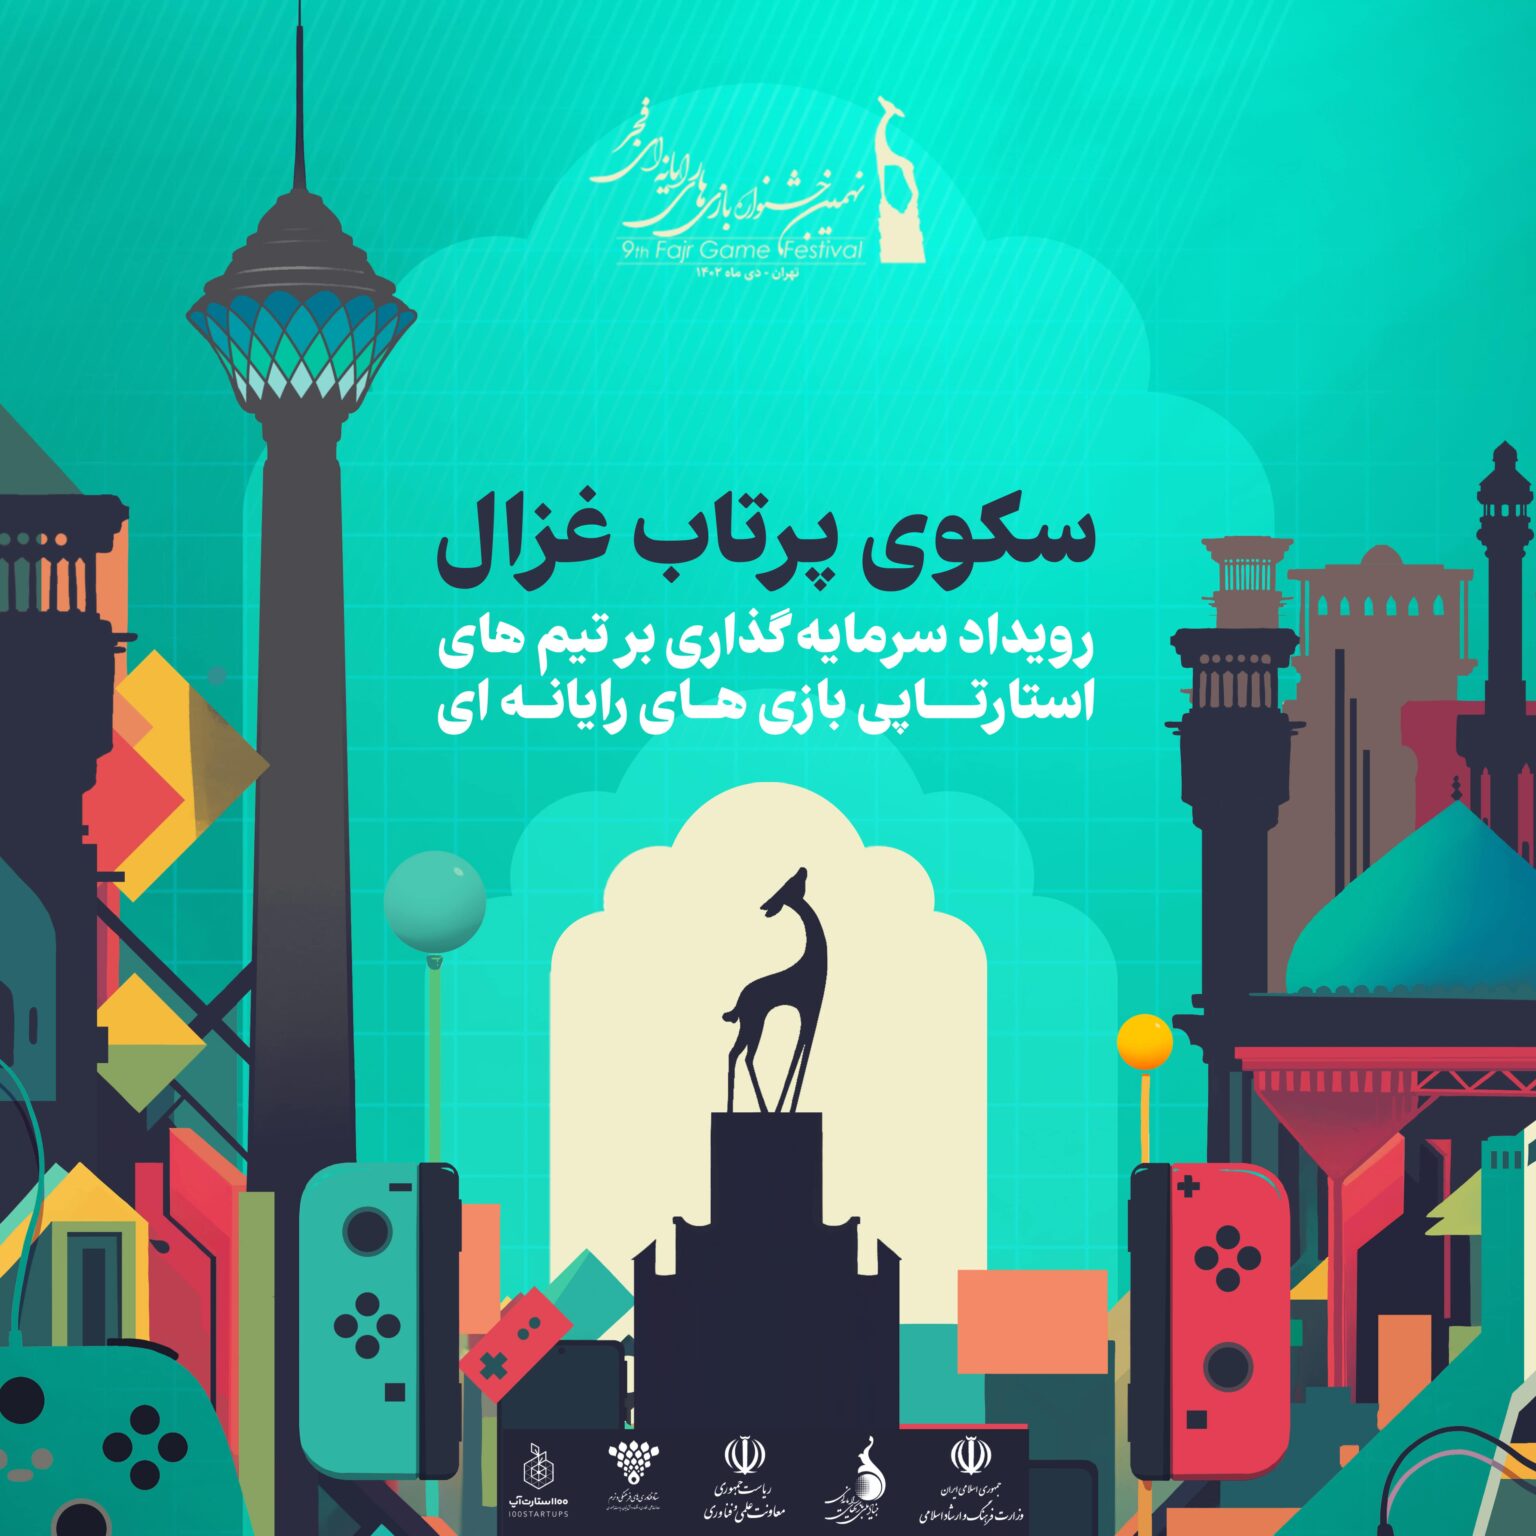 نهمین جشنواره بازی های رایانه ای فجر
9th Fajr Game Festival
تهران - دی ماه ۱۴۰۲
سکوی پرتاب غزال
رویداد سرمایه گذاری بر تیم های
استارتاپی بازی های رایانه ای
جمهوری اسلامی ایران
وزارت فرهنگ و ارشاد اسلامی
ریاست جمهوری
معاونت علمی و فناوری
۱۰۰استارت‌آپ
100STARTUPS